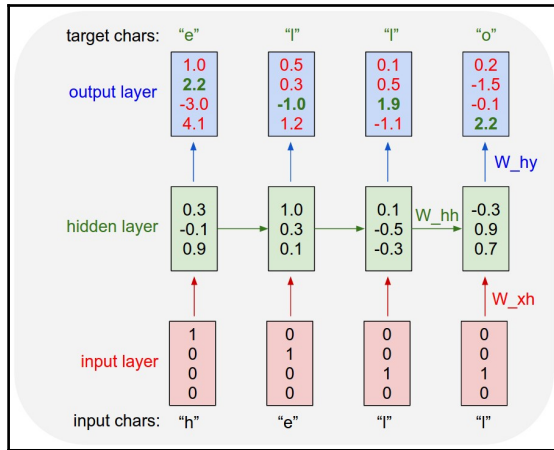 target chars: “e” “l” “l” “o”
1.0 0.5 0.1 0.2
2.2 0.3 0.5 -1.5
output layer
-3.0 -1.0 1.9 -0.1
4.1 1.2 -1.1 2.2
W_hy
0.3 1.0 0.1 -0.3
W_hh
hidden layer -0.1 0.3 -0.5 0.9
0.9 0.1 -0.3 0.7
W_xh
1 0 0 0
0 1 0 0
input layer
0 0 1 1
0 0 0 0
input chars: “h” “e” “l” “l”